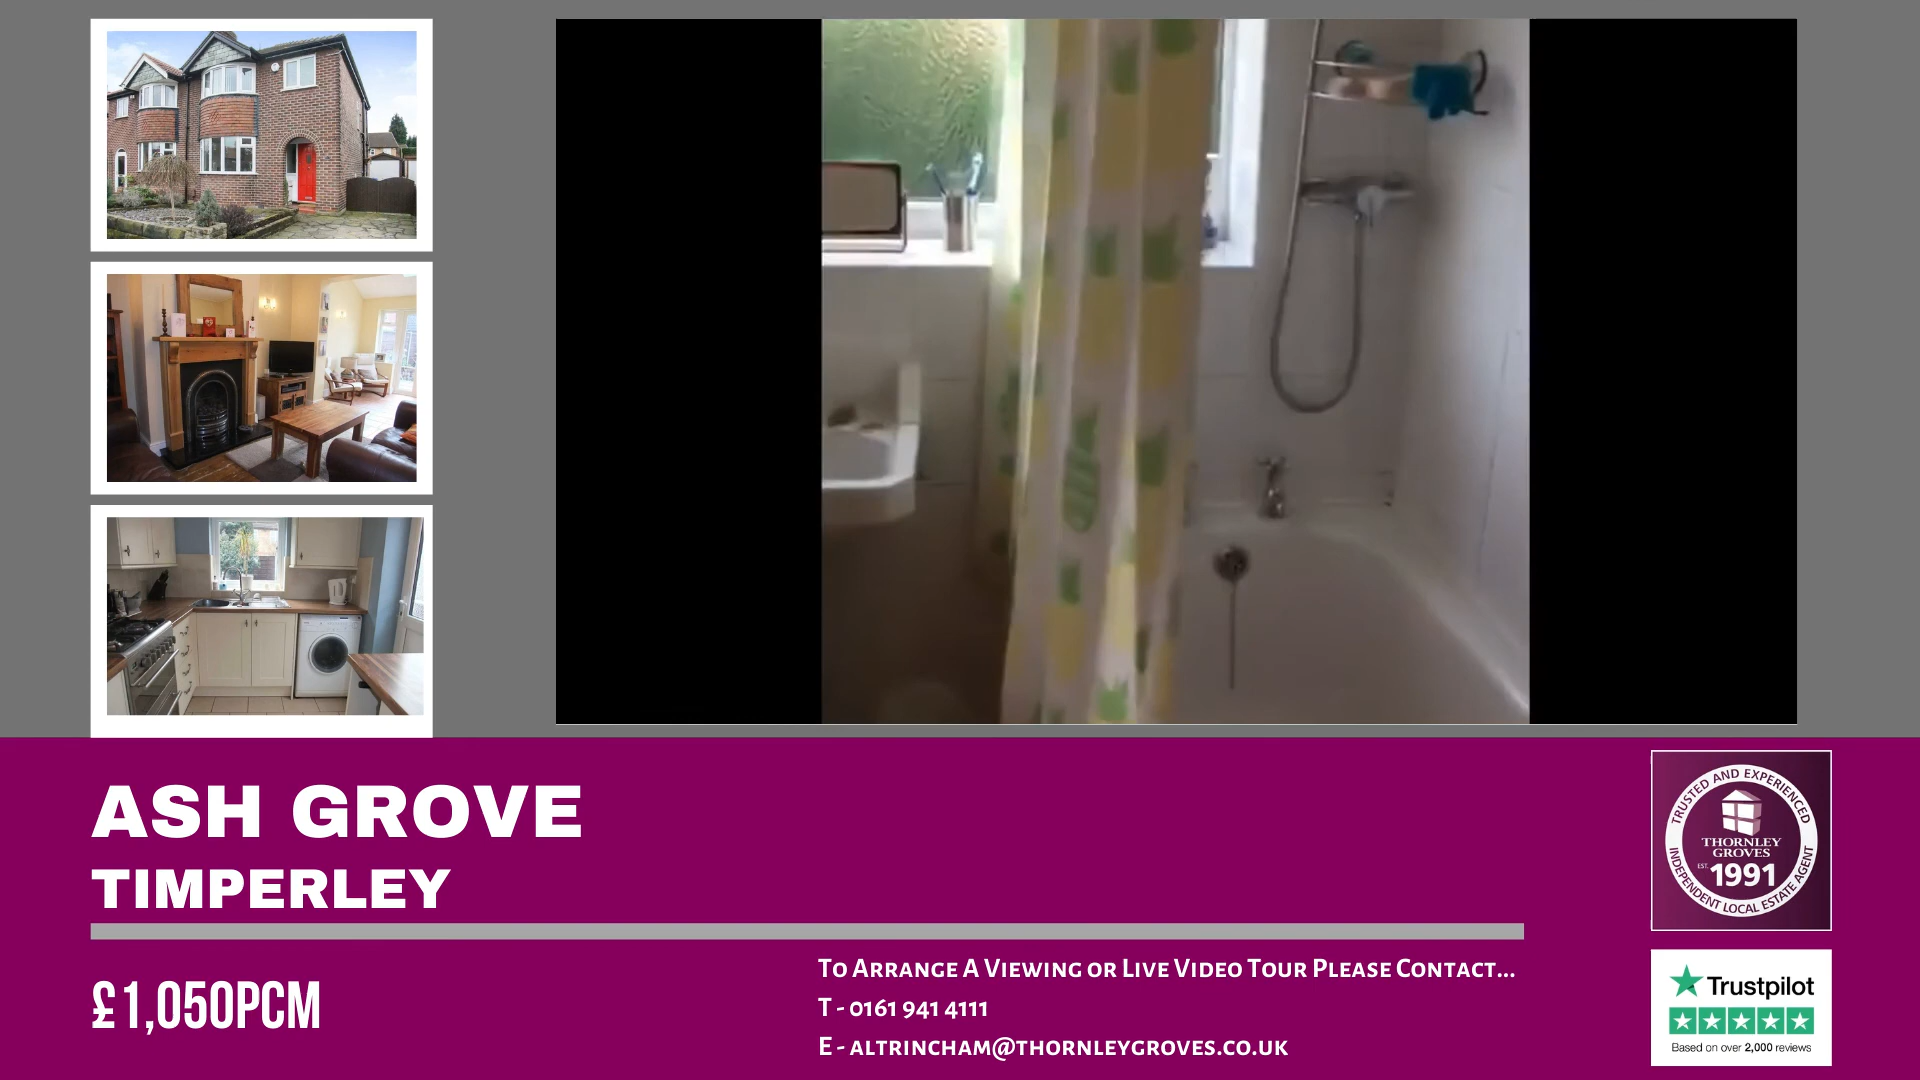 ASH GROVE
TIMPERLEY
£1,050PCM
To Arrange A Viewing or Live Video Tour Please Contact...
T - 0161 941 4111
E - altrincham@thornleygroves.co.uk
TRUSTED AND EXPERIENCED
THORNLEY
GROVES
EST. 1991
INDEPENDENT LOCAL ESTATE AGENT
Trustpilot
Based on over 2,000 reviews